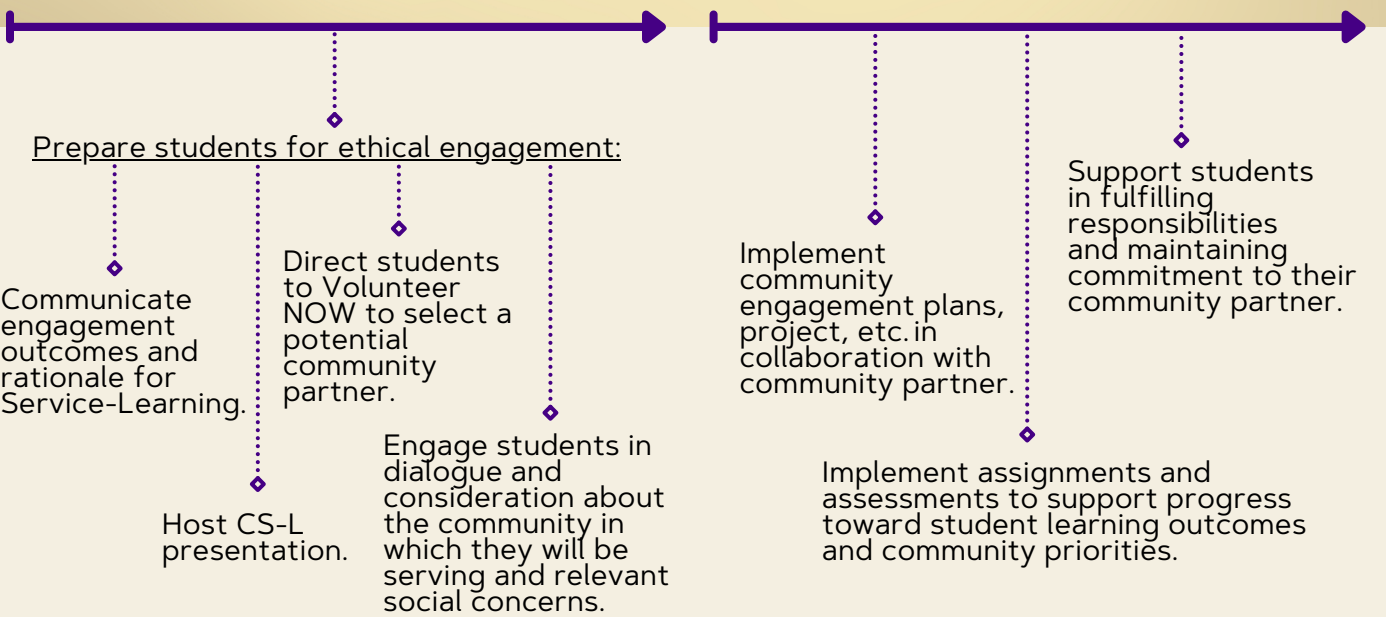 Prepare students for ethical engagement:
Communicate
engagement
outcomes and
rationale for
Service-Learning.
Host CS-L
presentation.
Direct students
to Volunteer
NOW to select a
potential
community
partner.
Engage students in
dialogue and
consideration about
the community in
which they will be
serving and relevant
social concerns.
Implement
community
engagement plans,
project, etc. in
collaboration with
community partner.
Implement assignments and
assessments to support progress
toward student learning outcomes
and community priorities.
Support students
in fulfilling
responsibilities
and maintaining
commitment to their
community partner.